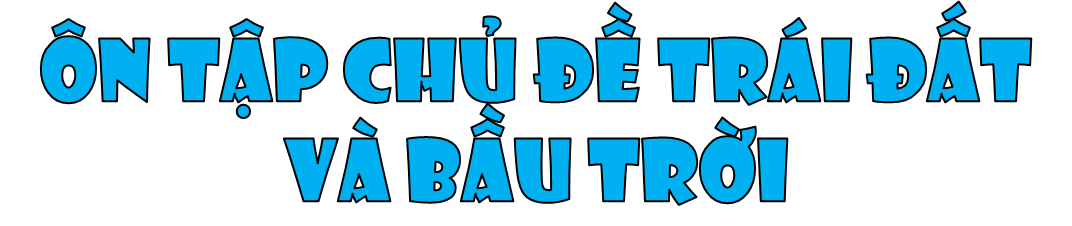 ÔN TẬP CHỦ ĐỀ TRÁI ĐẤT
VÀ BẦU TRỜI